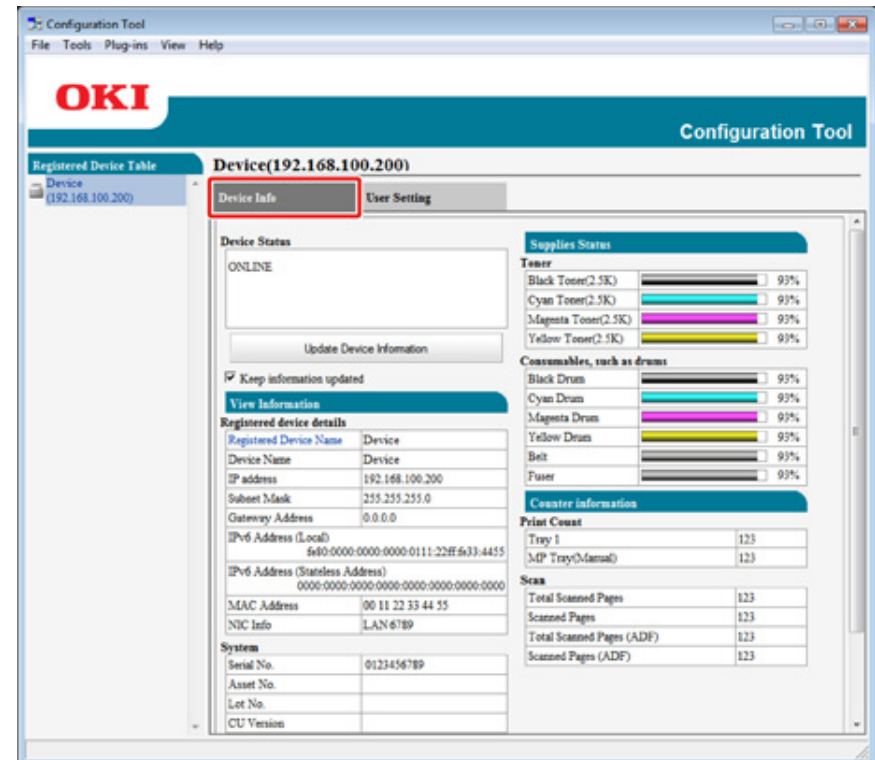 Configuration Tool
File Tools Plug-ins View Help
OKI
Configuration Tool
Registered Device Table
Device
(192.168.100.200)
Device(192.168.100.200)
Device Info
User Setting
Device Status
ONLINE
Update Device Information
Keep information updated
View Information
Registered device details
Registered Device Name Device
Device Name Device
IP address 192.168.100.200
Subnet Mask 255.255.255.0
Gateway Address 0.0.0.0
IPv6 Address (Local)
fe80:0000:0000:0000:0111:22ff:fe33:4455
IPv6 Address (Stateless Address)
0000:0000:0000:0000:0000:0000:0000:0000
MAC Address 00 11 22 33 44 55
NIC Info LAN 6789
System
Serial No. 0123456789
Asset No.
Lot No.
CU Version
Supplies Status
Toner
Black Toner(2.5K) 93%
Cyan Toner(2.5K) 93%
Magenta Toner(2.5K) 93%
Yellow Toner(2.5K) 93%
Consumables, such as drums
Black Drum 93%
Cyan Drum 93%
Magenta Drum 93%
Yellow Drum 93%
Belt 93%
Fuser 93%
Counter information
Print Count
Tray 1 123
MP Tray(Manual) 123
Scan
Total Scanned Pages 123
Scanned Pages 123
Total Scanned Pages (ADF) 123
Scanned Pages (ADF) 123